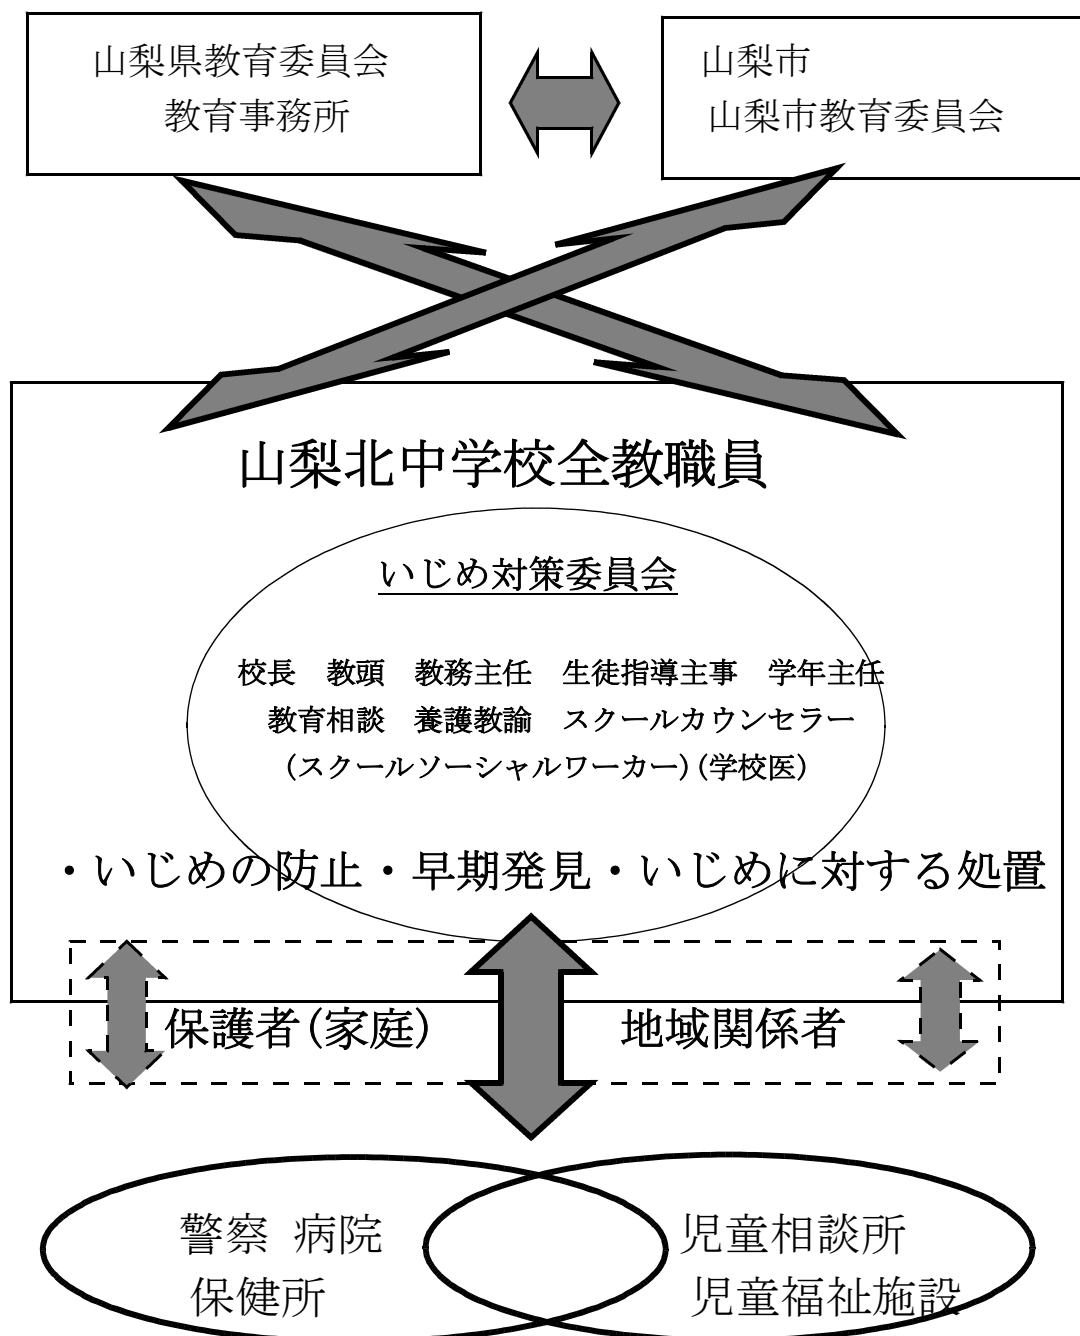 山梨県教育委員会
教育事務所
山梨市
山梨市教育委員会
山梨北中学校全教職員
いじめ対策委員会
校長　教頭　教務主任　生徒指導主事　学年主任
教育相談　養護教諭　スクールカウンセラー
(スクールソーシャルワーカー)(学校医)
・いじめの防止・早期発見・いじめに対する処置
保護者(家庭)
地域関係者
警察 病院
保健所
児童相談所
児童福祉施設